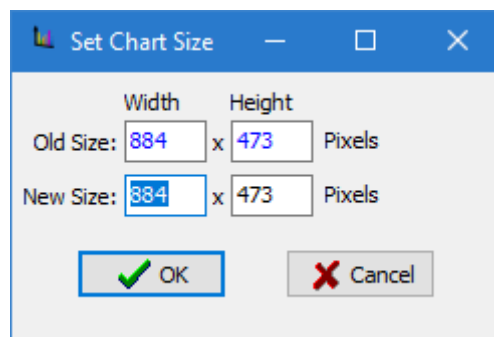 Set Chart Size
Width Height
Old Size: 884 x 473 Pixels
New Size: 884 x 473 Pixels
OK Cancel